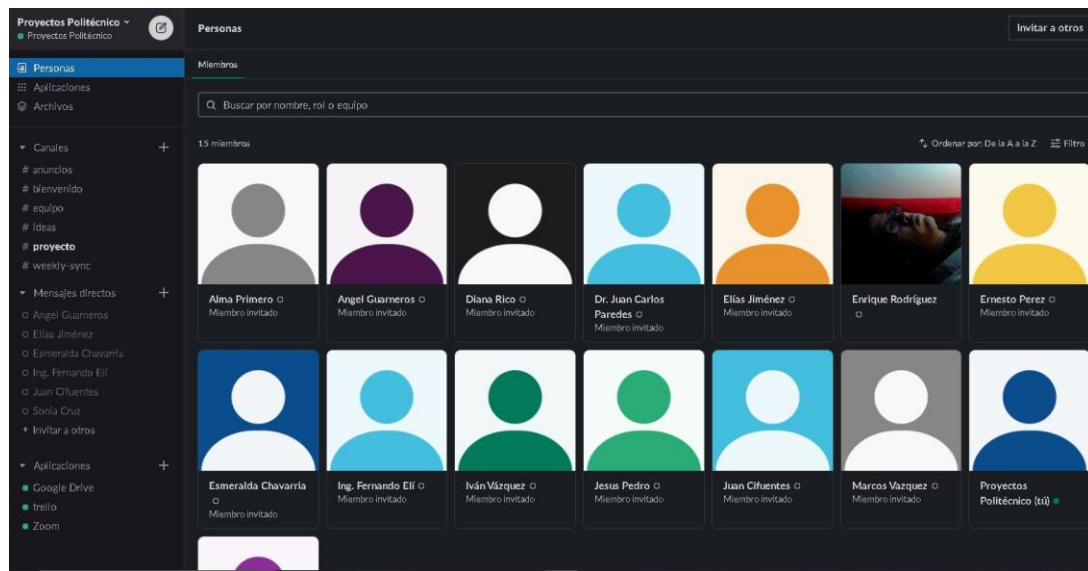 Proyectos Politécnico
Proyectos Politécnico
Personas
Aplicaciones
Archivos
Canales
# anuncios
# bienvenido
# equipo
# ideas
# proyecto
# weekly-sync
Mensajes directos
Angel Guarneros
Elías Jiménez
Esmeralda Chavarria
Ing. Fernando Elí
Juan Cifuentes
Sonia Cruz
+ Invitar a otros
Aplicaciones
Google Drive
trello
Zoom
Personas
Invitar a otros
Miembros
Buscar por nombre, rol o equipo
15 miembros
Ordenar por: De la A a la Z
Filtro
Alma Primero
Miembro invitado
Angel Guarneros
Miembro invitado
Diana Rico
Miembro invitado
Dr. Juan Carlos
Paredes
Miembro invitado
Elías Jiménez
Miembro invitado
Enrique Rodríguez
Ernesto Perez
Miembro invitado
Esmeralda Chavarria
Miembro invitado
Ing. Fernando Elí
Miembro invitado
Iván Vázquez
Miembro invitado
Jesus Pedro
Miembro invitado
Juan Cifuentes
Miembro invitado
Marcos Vazquez
Miembro invitado
Proyectos
Politécnico (tú)